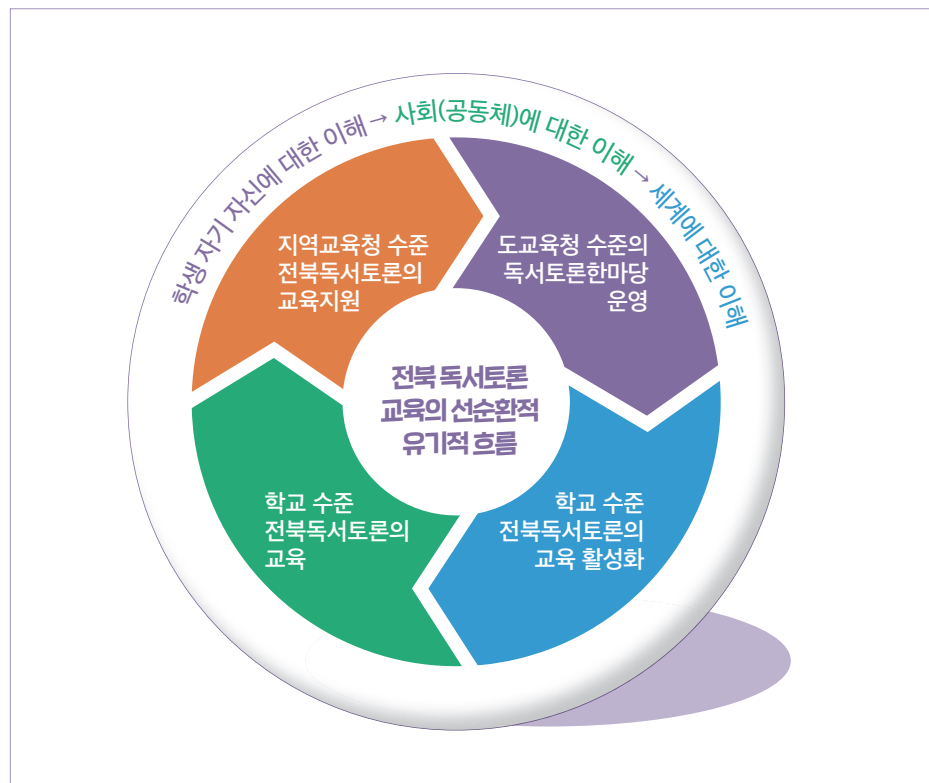 학생 자기 자신에 대한 이해 → 사회(공동체)에 대한 이해 → 세계에 대한 이해
지역교육청 수준
전북독서토론의
교육지원
도교육청 수준의
독서토론한마당
운영
전북 독서토론
교육의 선순환적
유기적 흐름
학교 수준
전북독서토론의
교육
학교 수준
전북독서토론의
교육 활성화